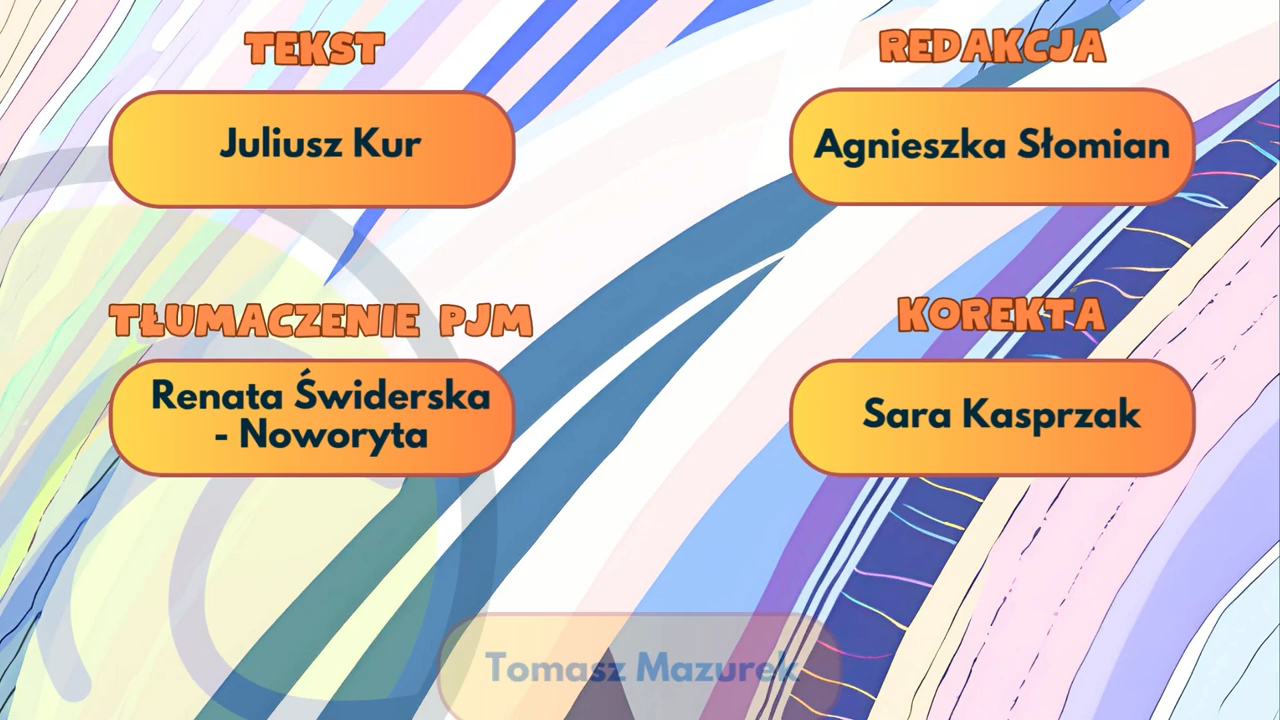 TEKST
Juliusz Kur
REDAKCJA
Agnieszka Słomian
TŁUMACZENIE PJM
Renata Świderska
- Noworyta
KOREKTA
Sara Kasprzak
Tomasz Mazurek